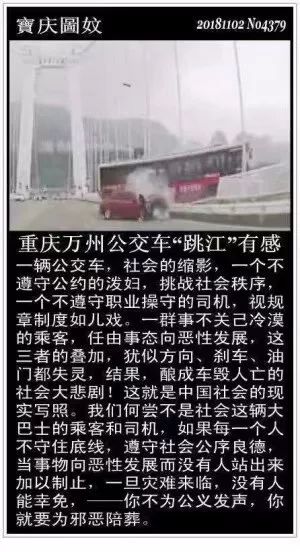 寶庆圖妏
20181102 No4379
重庆万州公交车“跳江”有感
一辆公交车，社会的缩影，一个不
遵守公约的泼妇，挑战社会秩序，
一个不遵守职业操守的司机，视规
章制度如儿戏。一群事不关己冷漠
的乘客，任由事态向恶性发展，这
三者的叠加，犹似方向、刹车、油
门都失灵，结果，酿成车毁人亡的
社会大悲剧！这就是中国社会的现
实写照。我们何尝不是社会这辆大
巴士的乘客和司机，如果每一个人
不守住底线，遵守社会公序良德，
当事物向恶性发展而没有人站出来
加以制止，一旦灾难来临，没有人
能幸免，——你不为公义发声，你
就要为邪恶陪葬。